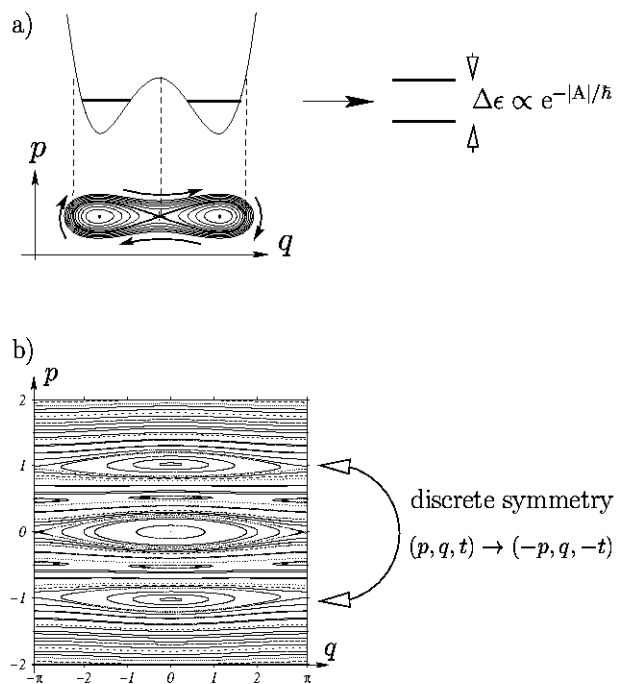 a)
Δϵ ∝ e^{-|A|/ℏ}
p
q
b)
p
2
1
0
-1
-2
-π
-2
-1
0
1
2
π
q
discrete symmetry
(p, q, t) → (-p, q, -t)